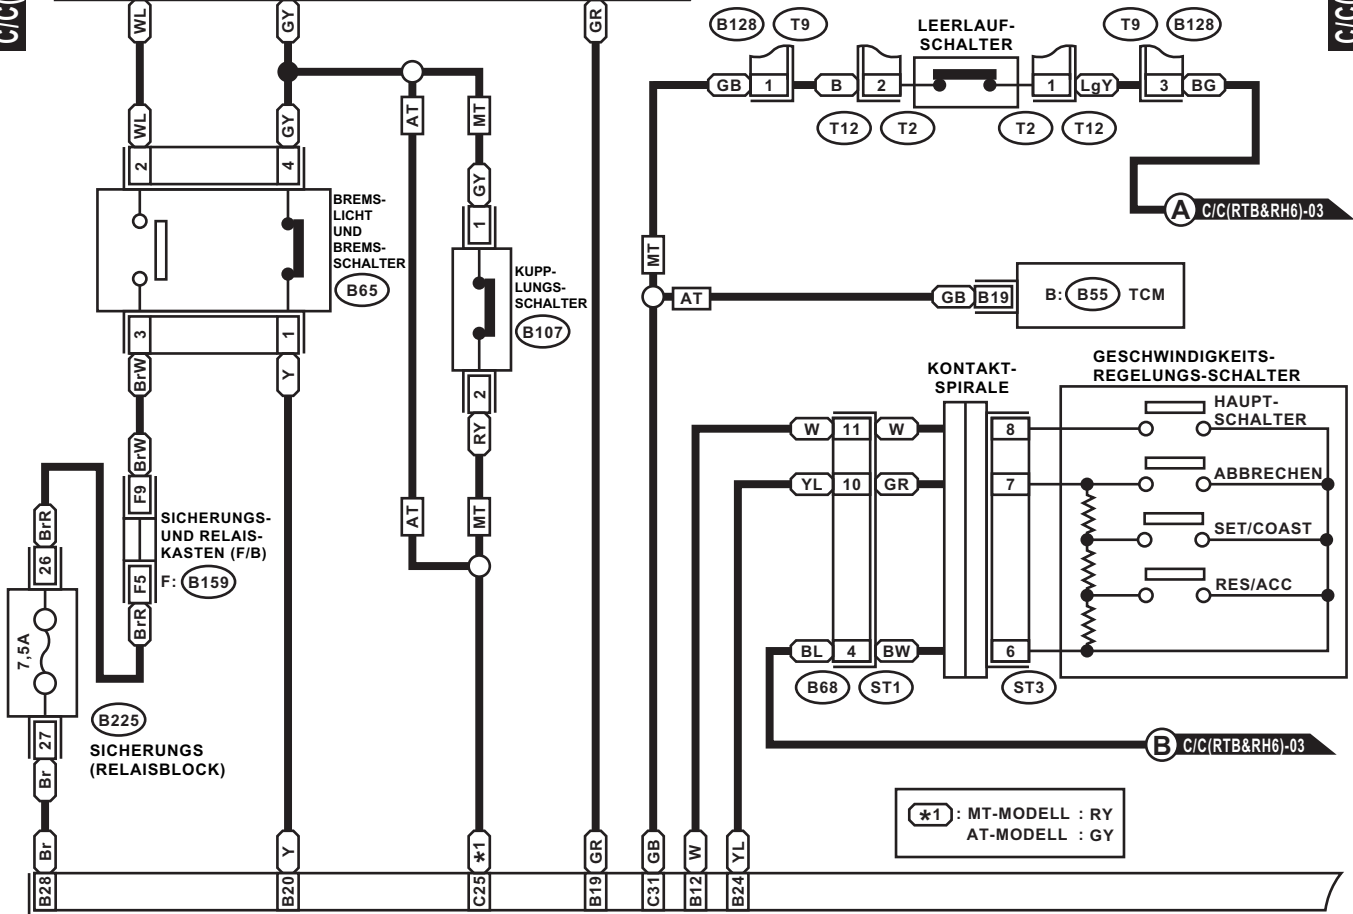 C/C(
C/C(
WL
GY
GR
B128
T9
LEERLAUF-
SCHALTER
T9
B128
GB
1
B
2
1
LgY
3
BG
T12
T2
T2
T12
WL
GY
AT
MT
2
4
GY
1
A
C/C(RTB&RH6)-03
BREMS-
LICHT
UND
BREMS-
SCHALTER
B65
KUPP-
LUNGS-
SCHALTER
B107
MT
AT
GB
B19
B:
B55
TCM
3
1
BrW
Y
2
RY
KONTAKT-
SPIRALE
GESCHWINDIGKEITS-
REGELUNGS-SCHALTER
HAUPT-
SCHALTER
W
11
W
8
ABBRECHEN
YL
10
GR
7
SET/COAST
RES/ACC
BL
4
BW
6
B68
ST1
ST3
BrW
F9
BrR
26
SICHERUNGS-
UND RELAIS-
KASTEN (F/B)
F:
B159
F5
BrR
AT
MT
7,5A
27
Br
B225
SICHERUNGS
(RELAISBLOCK)
B
C/C(RTB&RH6)-03
*1
: MT-MODELL : RY
AT-MODELL : GY
Br
Y
*1
GR
GB
W
YL
B28
B20
C25
B19
C31
B12
B24